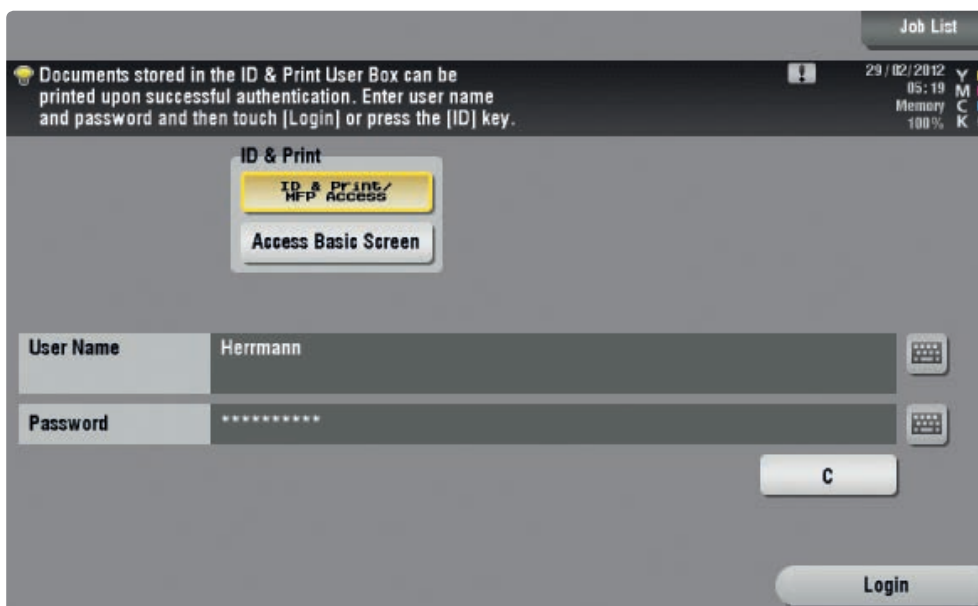 Job List
Documents stored in the ID & Print User Box can be
printed upon successful authentication. Enter user name
and password and then touch [Login] or press the [ID] key.
29/02/2012
05:19
Memory
100%
Y
M
C
K
ID & Print
ID & Print/
MFP Access
Access Basic Screen
User Name
Herrmann
Password
**********
C
Login